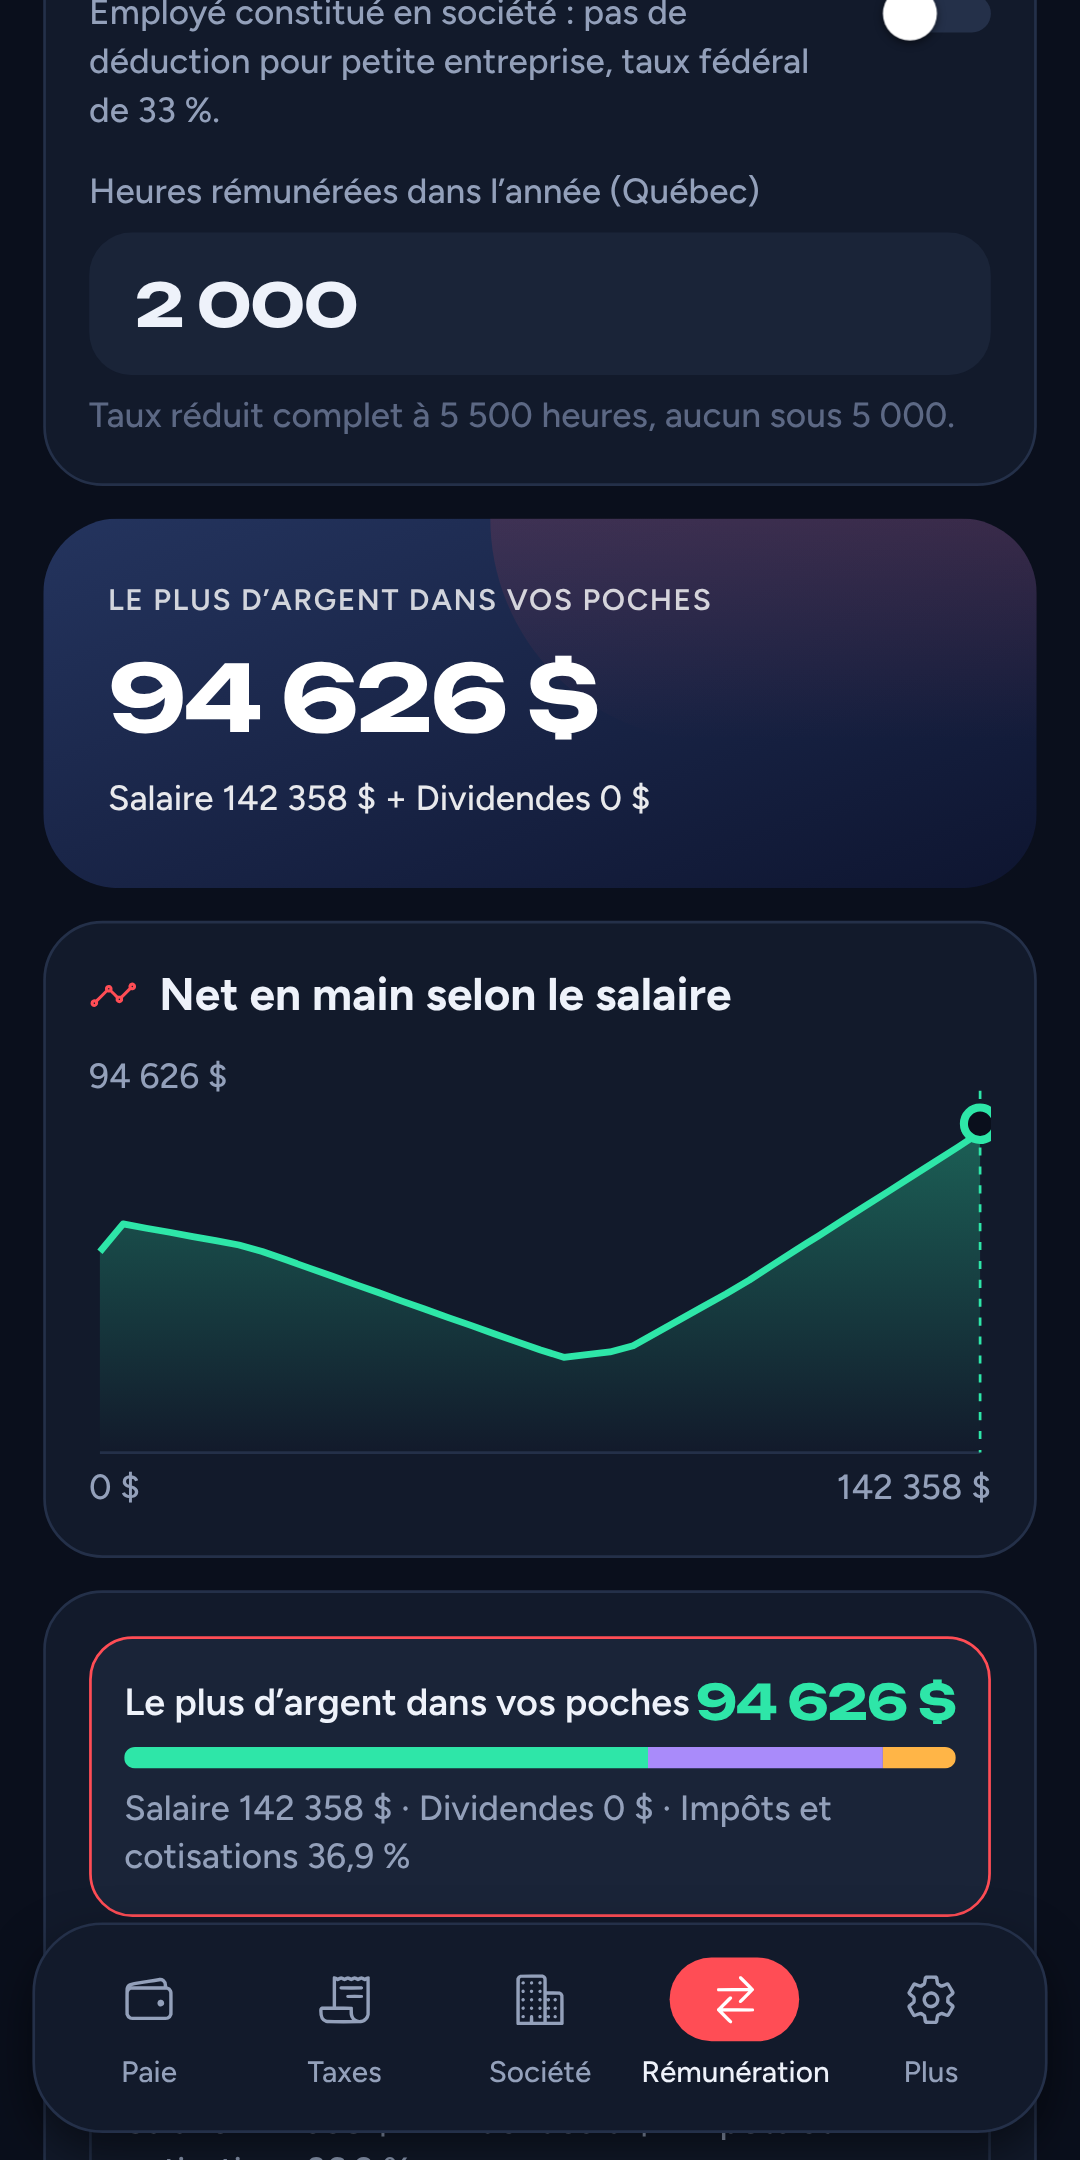 Employé constitué en société : pas de
déduction pour petite entreprise, taux fédéral
de 33 %.
Heures rémunérées dans l’année (Québec)
2 000
Taux réduit complet à 5 500 heures, aucun sous 5 000.
LE PLUS D’ARGENT DANS VOS POCHES
94 626 $
Salaire 142 358 $ + Dividendes 0 $
Net en main selon le salaire
94 626 $
0 $ 142 358 $
Le plus d’argent dans vos poches 94 626 $
Salaire 142 358 $ · Dividendes 0 $ · Impôts et
cotisations 36,9 %
Paie Taxes Société Rémunération Plus